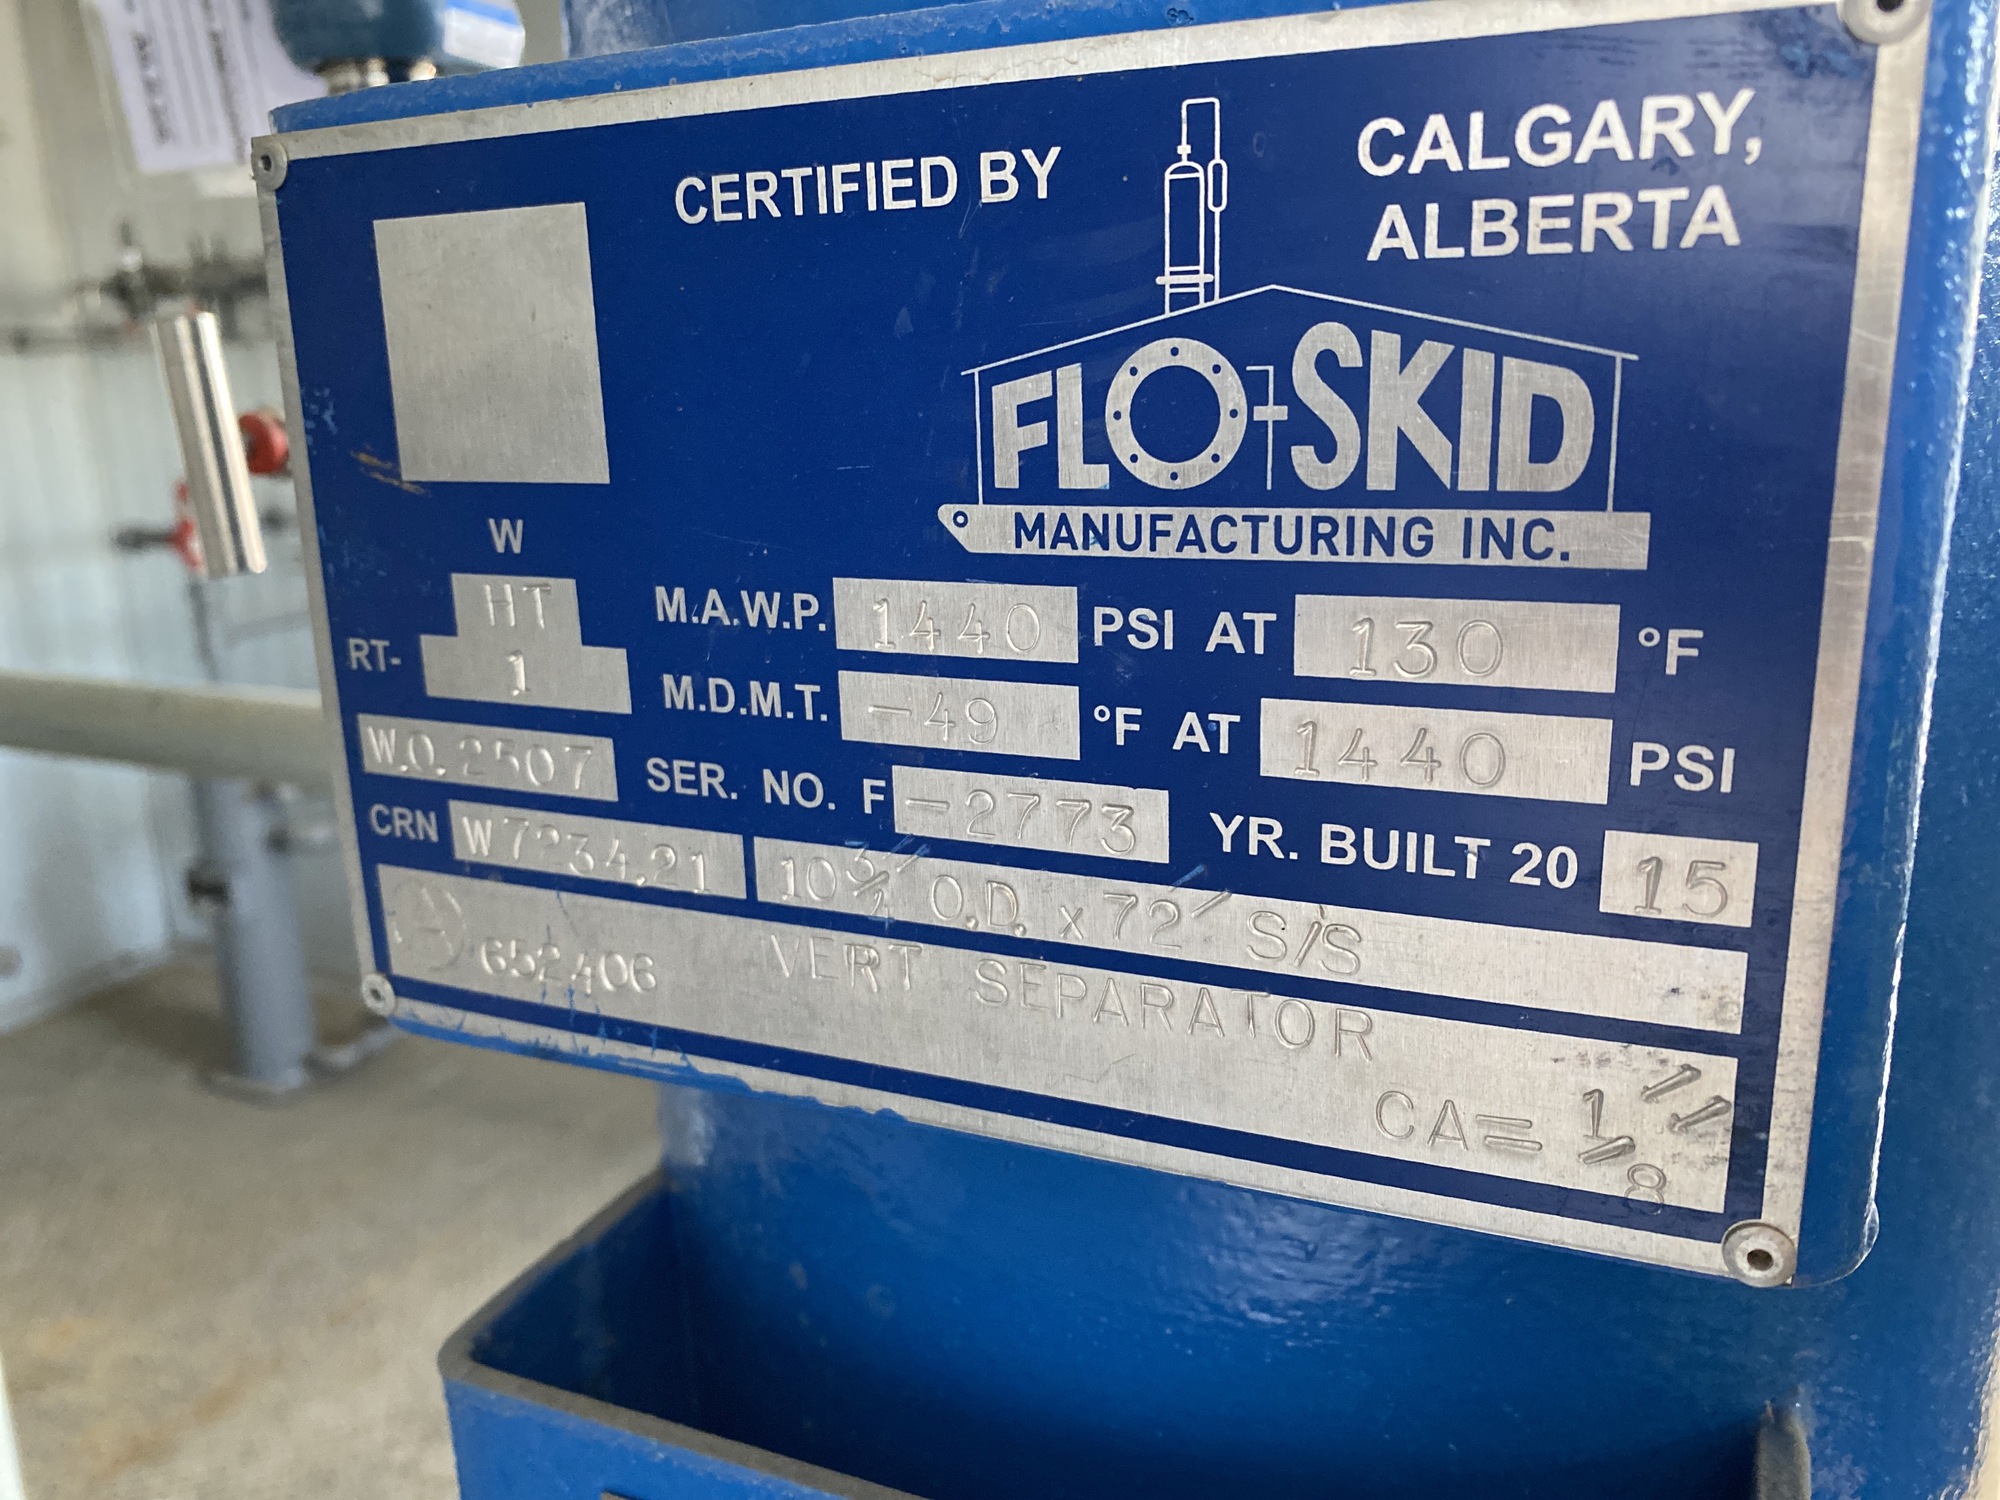 CERTIFIED BY
CALGARY,
ALBERTA
FLO-SKID
MANUFACTURING INC.
W
HT
RT- 1
M.A.W.P. 1440 PSI AT 130 °F
M.D.M.T. -49 °F AT 1440 PSI
W.O. 2507 SER. NO. F -2773 YR. BUILT 20 15
CRN W7234.21 10 3/4" O.D. x 72" S/S
A 652406 VERT SEPARATOR
CA= 1/8"